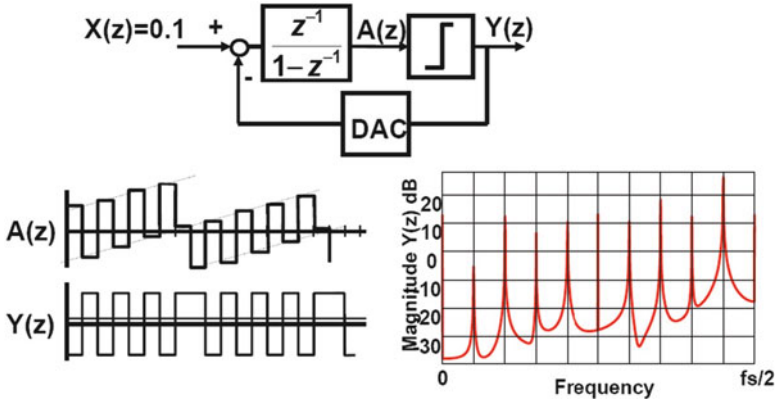 X(z)=0.1
+
z⁻¹
1– z⁻¹
A(z)
Y(z)
-
DAC
A(z)
Y(z)
Magnitude Y(z) dB
20
10
0
-10
-20
-30
0
Frequency
fs/2